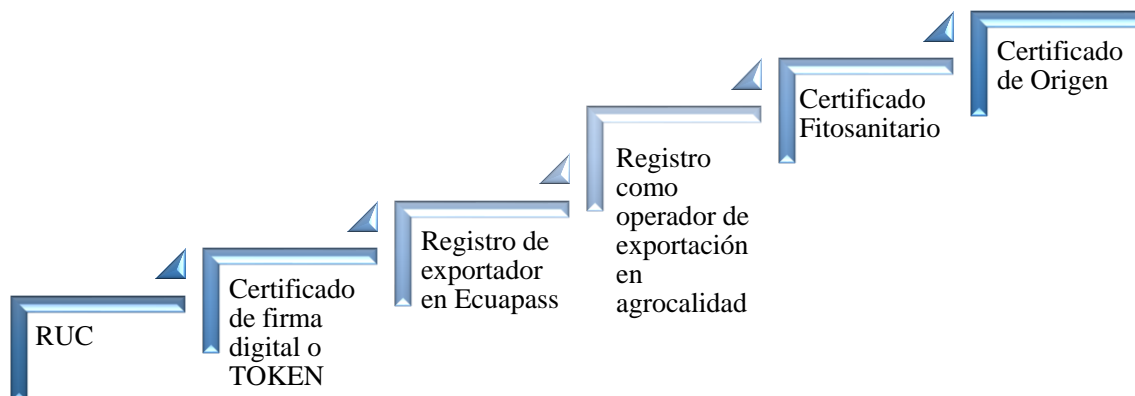 RUC
Certificado
de firma
digital o
TOKEN
Registro de
exportador
en Ecuapass
Registro
como
operador de
exportación
en
agrocalidad
Certificado
Fitosanitario
Certificado
de Origen